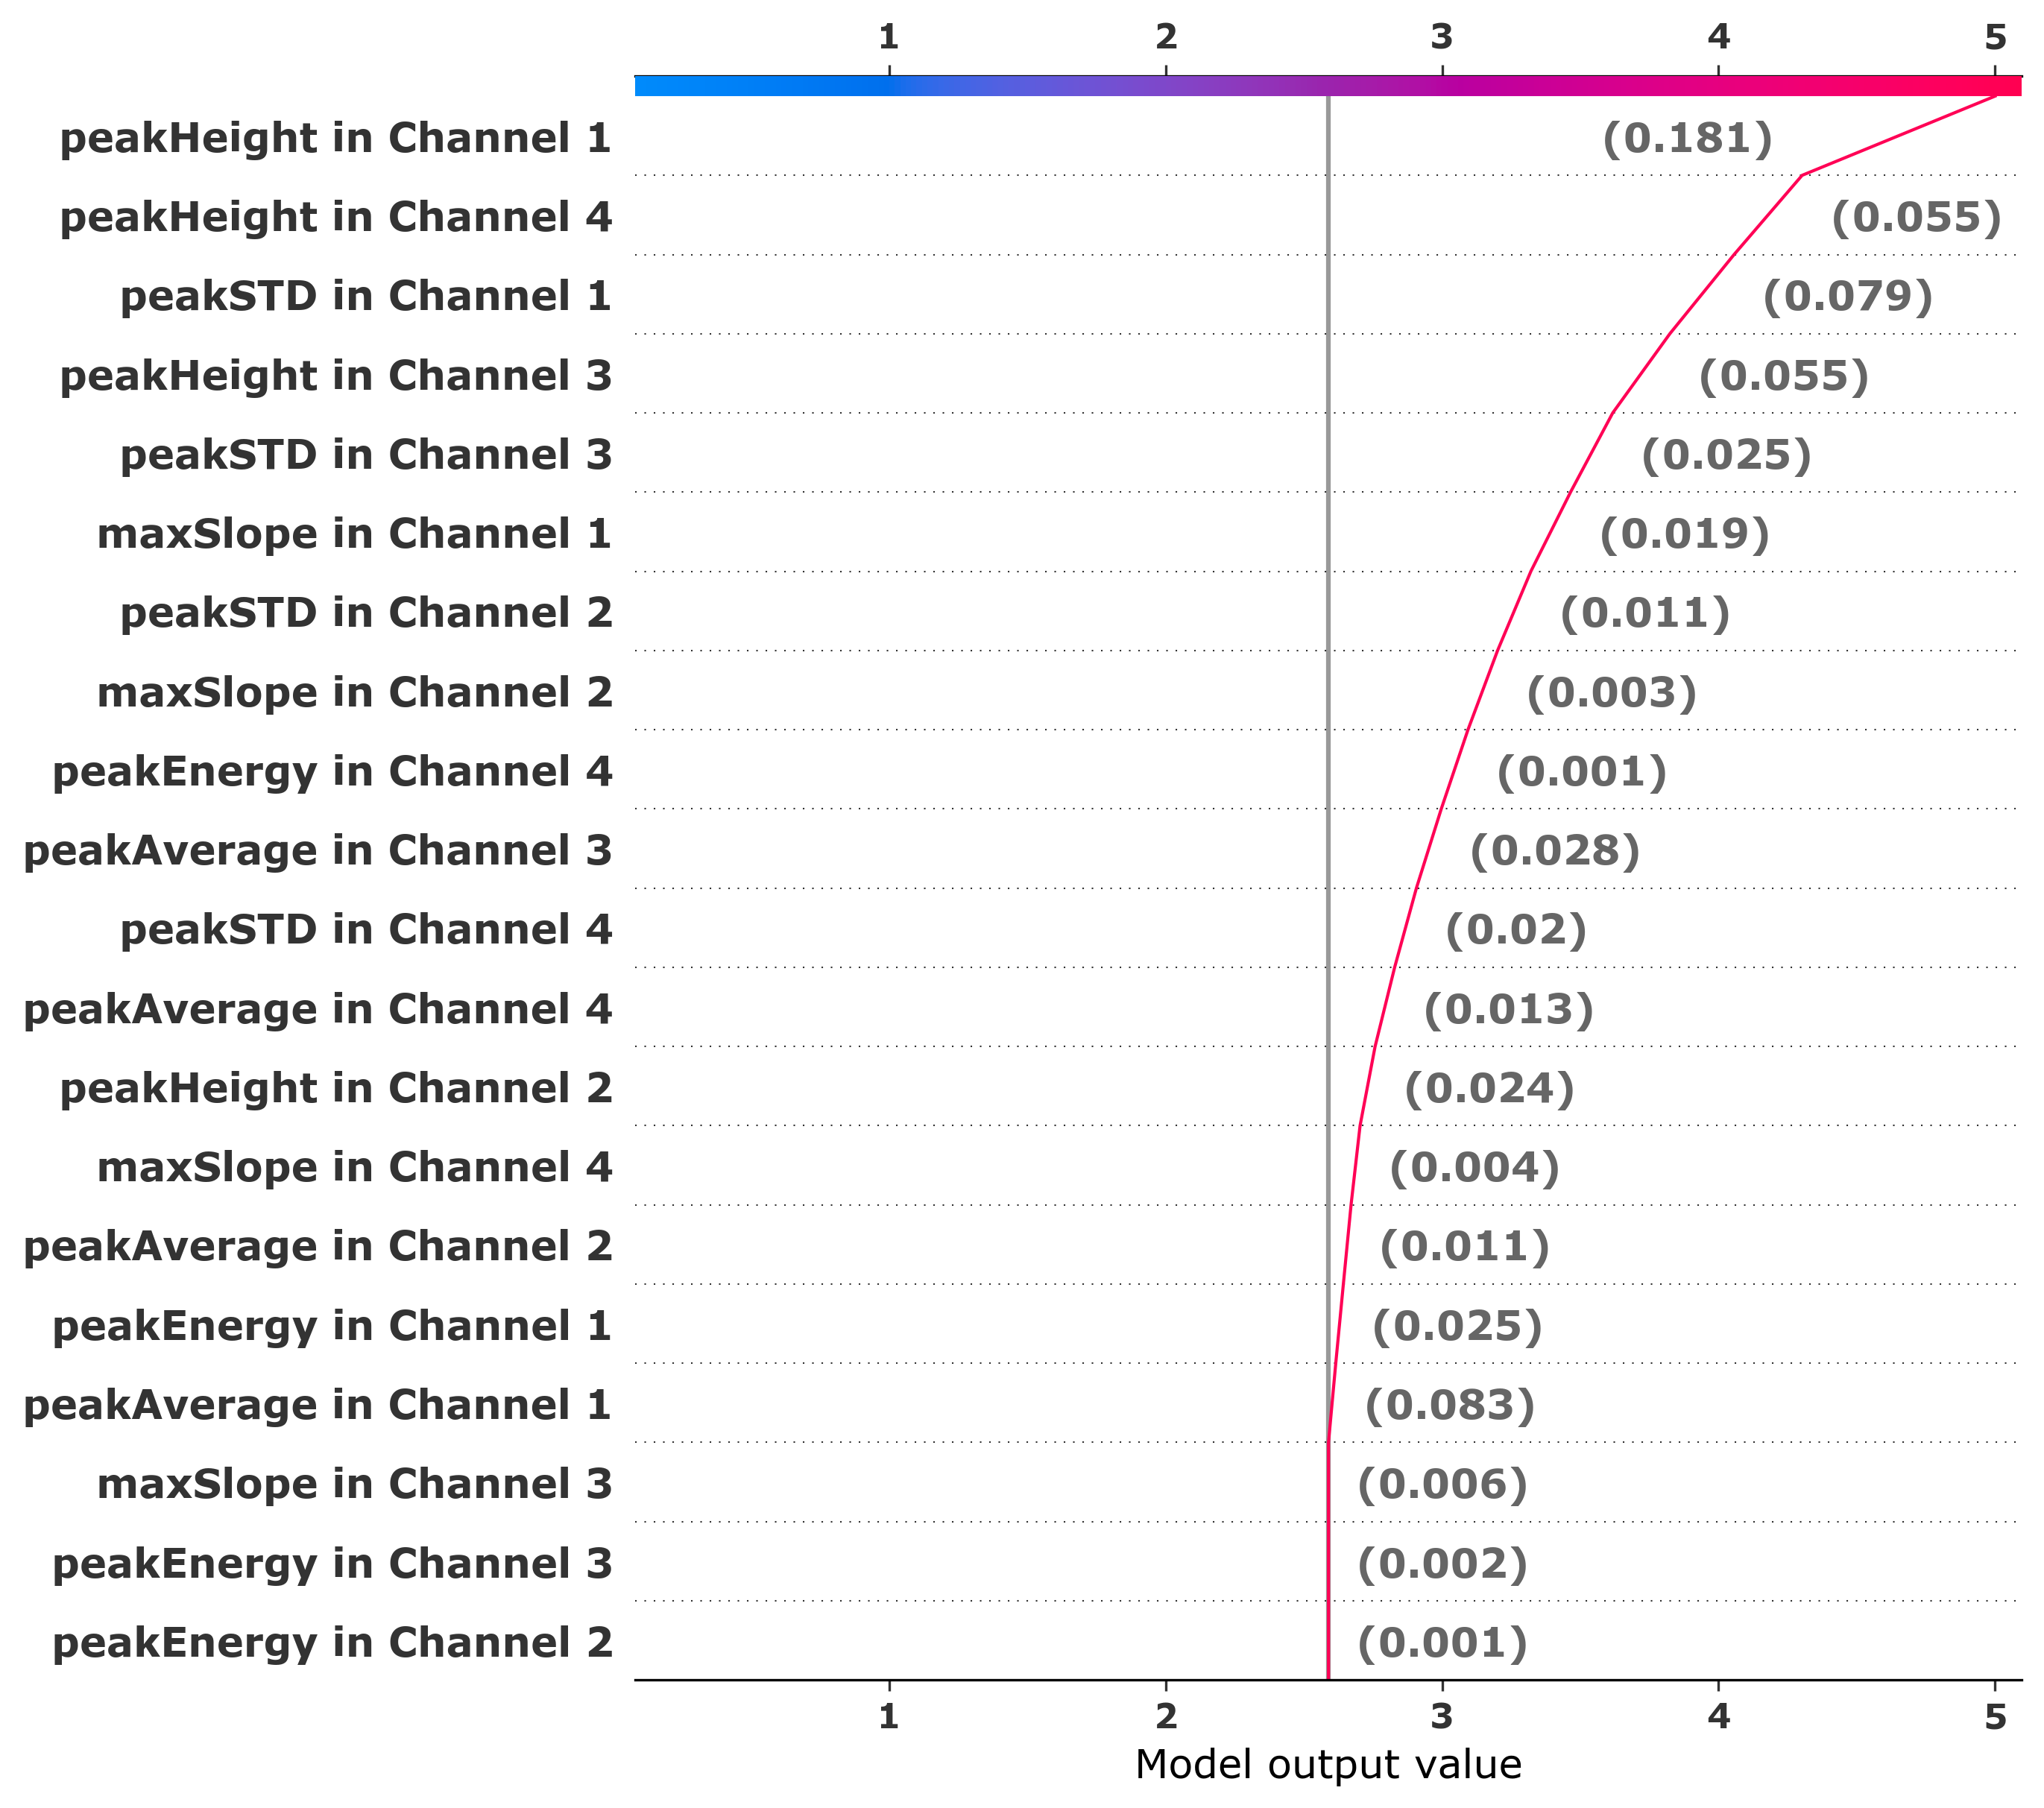 1 2 3 4 5
peakHeight in Channel 1 (0.181)
peakHeight in Channel 4 (0.055)
peakSTD in Channel 1 (0.079)
peakHeight in Channel 3 (0.055)
peakSTD in Channel 3 (0.025)
maxSlope in Channel 1 (0.019)
peakSTD in Channel 2 (0.011)
maxSlope in Channel 2 (0.003)
peakEnergy in Channel 4 (0.001)
peakAverage in Channel 3 (0.028)
peakSTD in Channel 4 (0.02)
peakAverage in Channel 4 (0.013)
peakHeight in Channel 2 (0.024)
maxSlope in Channel 4 (0.004)
peakAverage in Channel 2 (0.011)
peakEnergy in Channel 1 (0.025)
peakAverage in Channel 1 (0.083)
maxSlope in Channel 3 (0.006)
peakEnergy in Channel 3 (0.002)
peakEnergy in Channel 2 (0.001)
1 2 3 4 5
Model output value